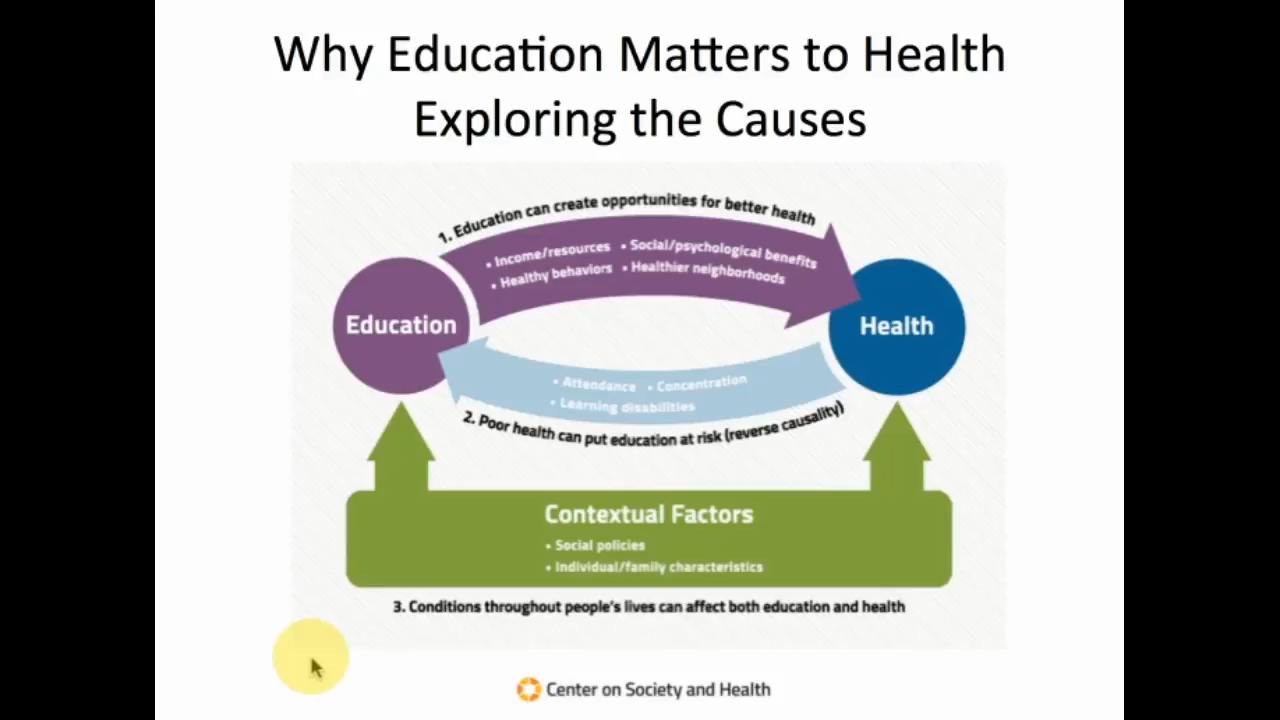 Why Education Matters to Health
Exploring the Causes
1. Education can create opportunities for better health
• Income/resources • Social/psychological benefits
• Healthy behaviors • Healthier neighborhoods
Education
Health
• Attendance • Concentration
• Learning disabilities
2. Poor health can put education at risk (reverse causality)
Contextual Factors
• Social policies
• Individual/family characteristics
3. Conditions throughout people's lives can affect both education and health
Center on Society and Health